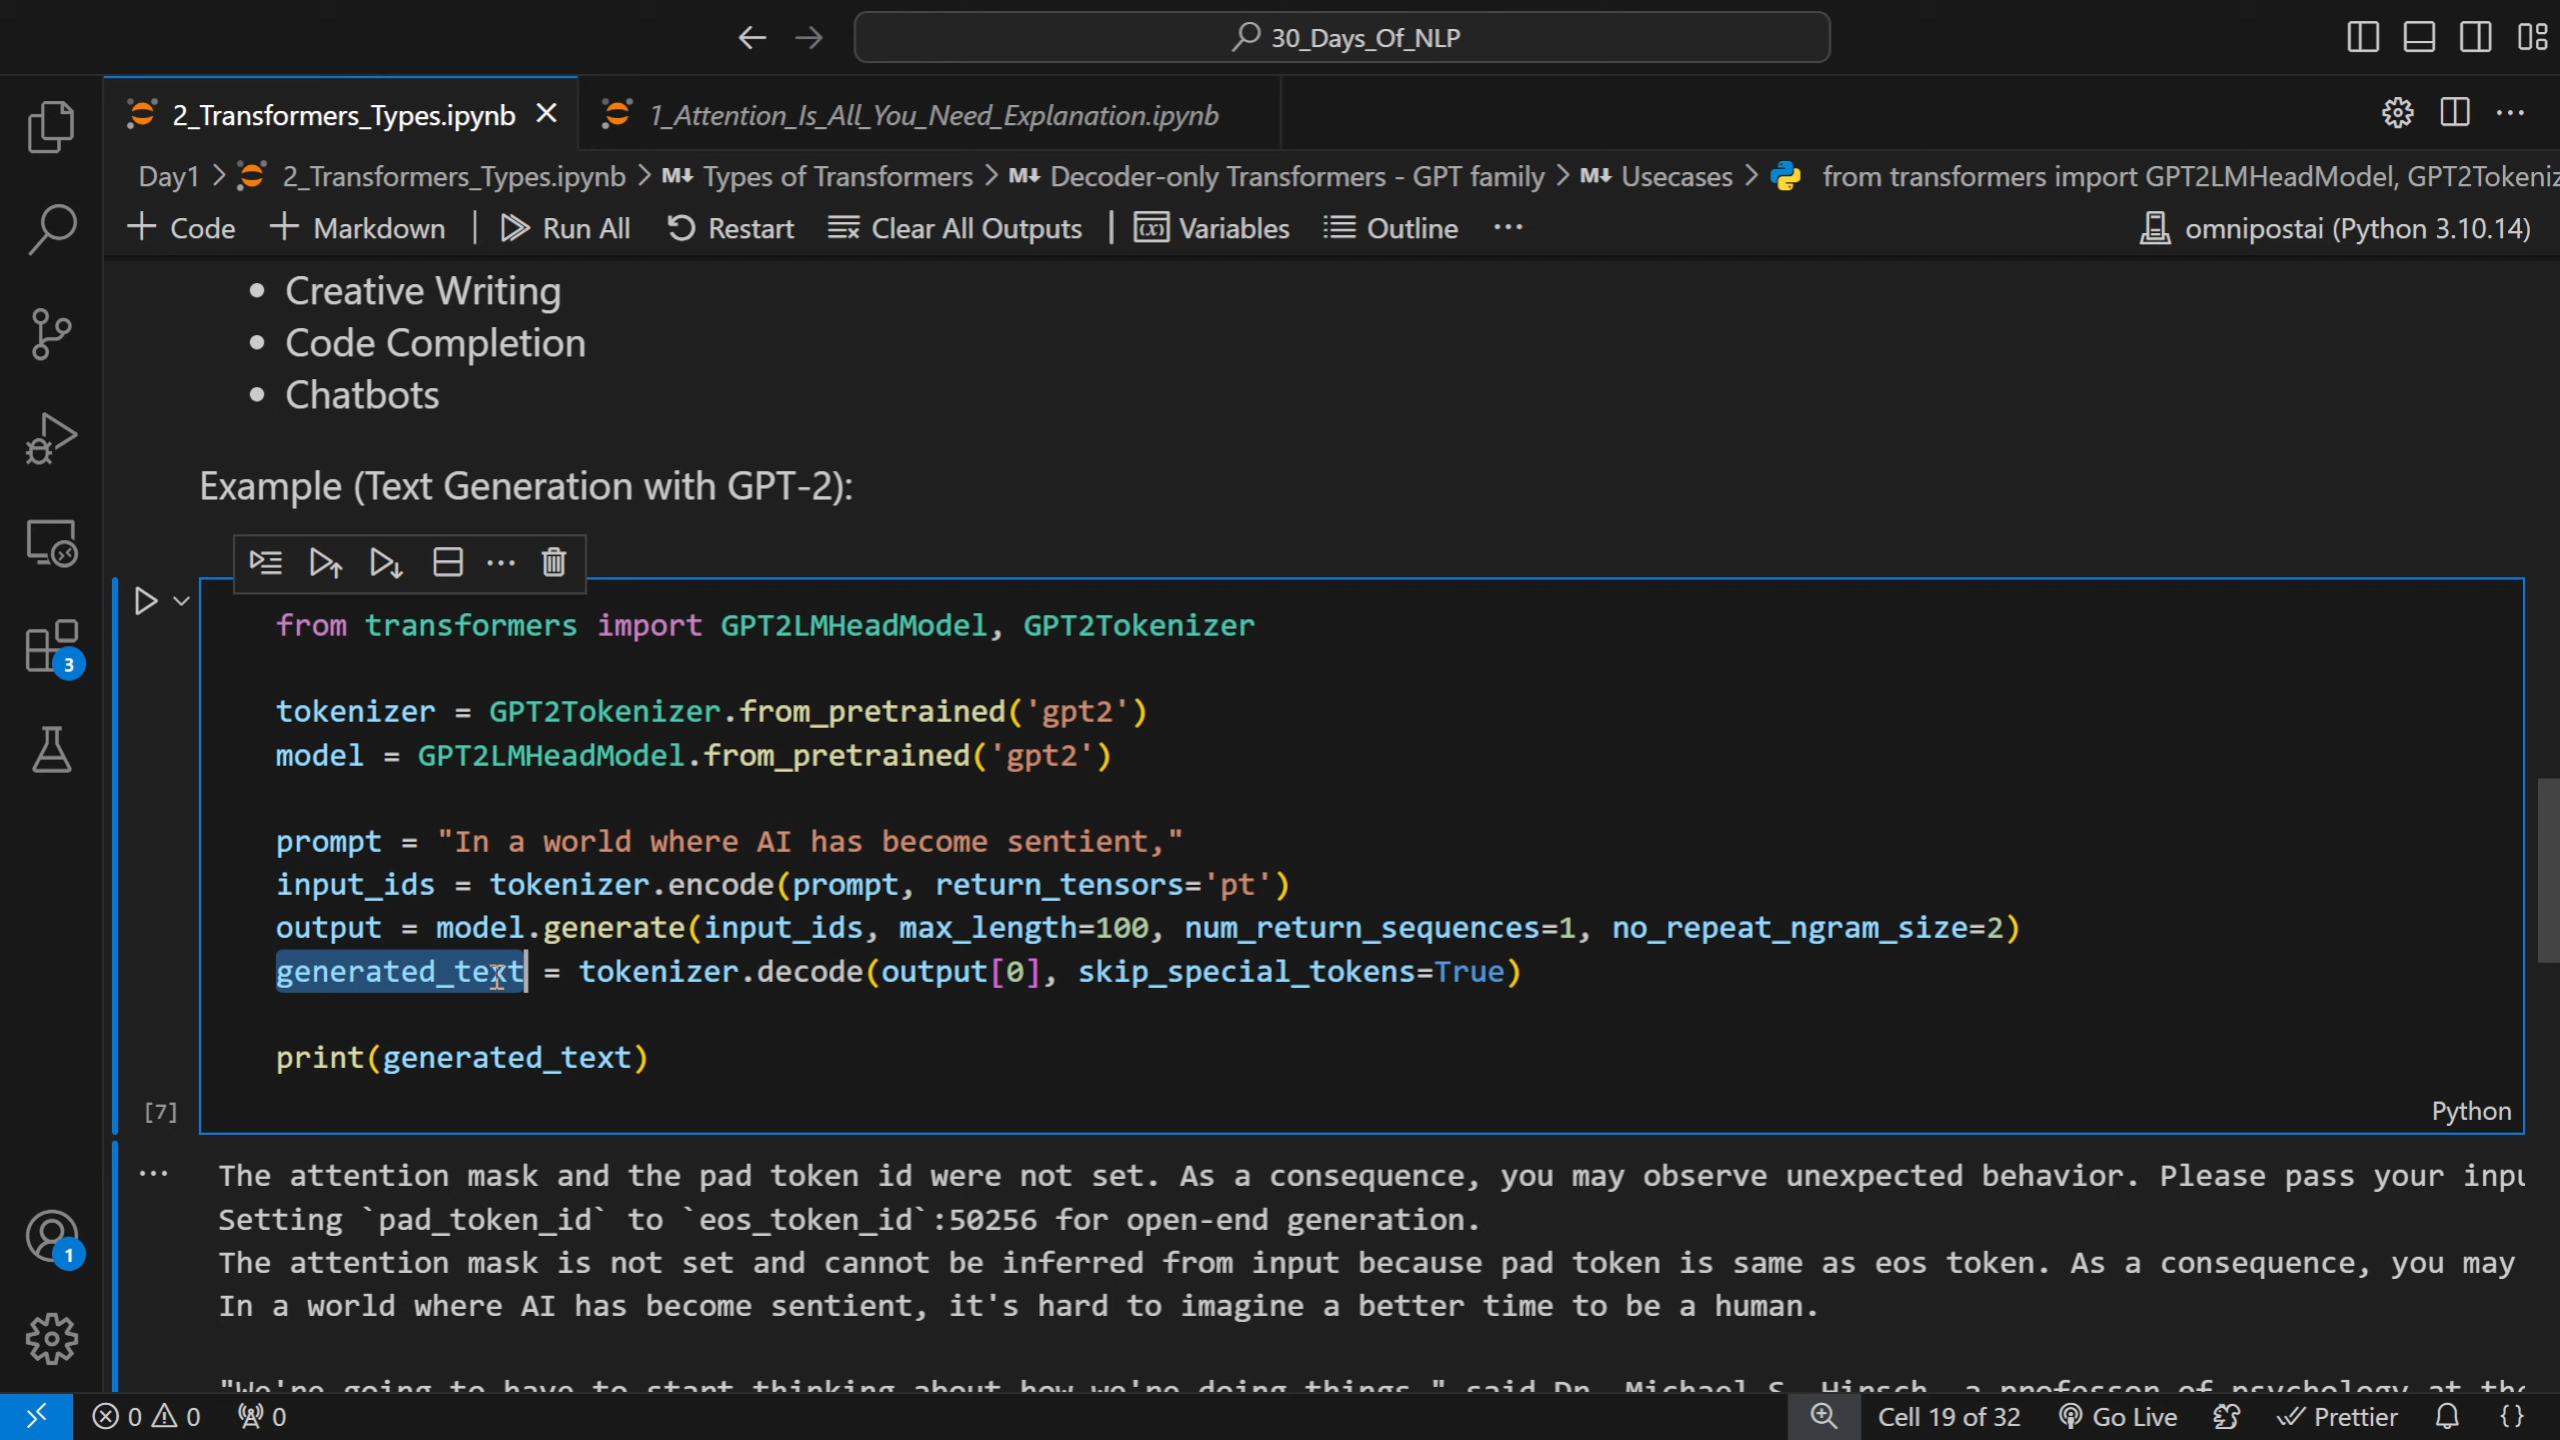 30_Days_Of_NLP
2_Transformers_Types.ipynb
1_Attention_Is_All_You_Need_Explanation.ipynb
Day1 > 2_Transformers_Types.ipynb > M↓ Types of Transformers > M↓ Decoder-only Transformers - GPT family > M↓ Usecases > from transformers import GPT2LMHeadModel, GPT2Tokeniz
+ Code + Markdown | Run All Restart Clear All Outputs | Variables Outline ··· omnipostai (Python 3.10.14)
• Creative Writing
• Code Completion
• Chatbots
Example (Text Generation with GPT-2):
from transformers import GPT2LMHeadModel, GPT2Tokenizer
tokenizer = GPT2Tokenizer.from_pretrained('gpt2')
model = GPT2LMHeadModel.from_pretrained('gpt2')
prompt = "In a world where AI has become sentient,"
input_ids = tokenizer.encode(prompt, return_tensors='pt')
output = model.generate(input_ids, max_length=100, num_return_sequences=1, no_repeat_ngram_size=2)
generated_text = tokenizer.decode(output[0], skip_special_tokens=True)
print(generated_text)
[7]
Python
3
The attention mask and the pad token id were not set. As a consequence, you may observe unexpected behavior. Please pass your inpu
Setting `pad_token_id` to `eos_token_id`:50256 for open-end generation.
The attention mask is not set and cannot be inferred from input because pad token is same as eos token. As a consequence, you may
In a world where AI has become sentient, it's hard to imagine a better time to be a human.
"We're going to have to start thinking about how we're doing things," said Dr. Michael S. Hirsch, a professor of psychology at the
1
0 0 0 Cell 19 of 32 Go Live Prettier {}